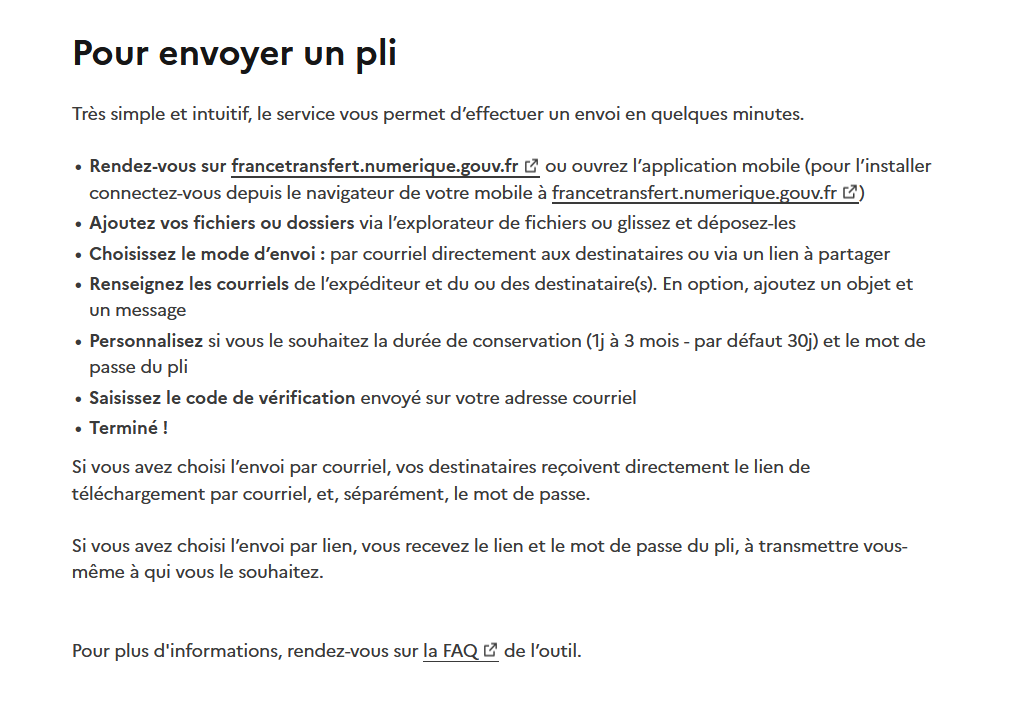 Pour envoyer un pli
Très simple et intuitif, le service vous permet d’effectuer un envoi en quelques minutes.
• Rendez-vous sur francetransfert.numerique.gouv.fr ou ouvrez l’application mobile (pour l’installer
connectez-vous depuis le navigateur de votre mobile à francetransfert.numerique.gouv.fr)
• Ajoutez vos fichiers ou dossiers via l’explorateur de fichiers ou glissez et déposez-les
• Choisissez le mode d’envoi : par courriel directement aux destinataires ou via un lien à partager
• Renseignez les courriels de l’expéditeur et du ou des destinataire(s). En option, ajoutez un objet et
un message
• Personnalisez si vous le souhaitez la durée de conservation (1j à 3 mois - par défaut 30j) et le mot de
passe du pli
• Saisissez le code de vérification envoyé sur votre adresse courriel
• Terminé !
Si vous avez choisi l’envoi par courriel, vos destinataires reçoivent directement le lien de
téléchargement par courriel, et, séparément, le mot de passe.
Si vous avez choisi l’envoi par lien, vous recevez le lien et le mot de passe du pli, à transmettre vous-
même à qui vous le souhaitez.
Pour plus d'informations, rendez-vous sur la FAQ de l’outil.